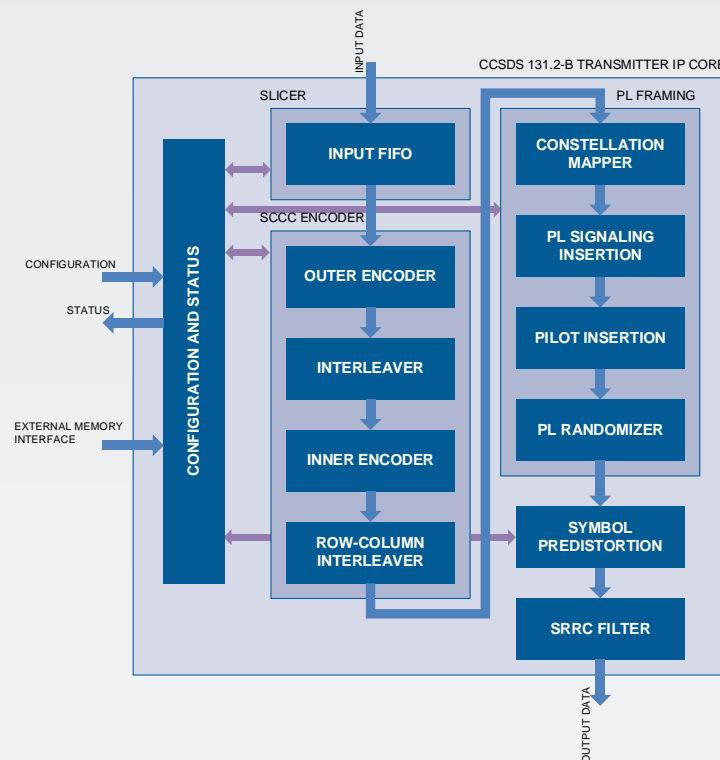 INPUT DATA
CCSDS 131.2-B TRANSMITTER IP CORE
SLICER
PL FRAMING
INPUT FIFO
CONSTELLATION
MAPPER
SCCC ENCODER
PL SIGNALING
INSERTION
CONFIGURATION
OUTER ENCODER
STATUS
CONFIGURATION AND STATUS
INTERLEAVER
PILOT INSERTION
EXTERNAL MEMORY
INTERFACE
INNER ENCODER
PL RANDOMIZER
ROW-COLUMN
INTERLEAVER
SYMBOL
PREDISTORTION
SRRC FILTER
OUTPUT DATA